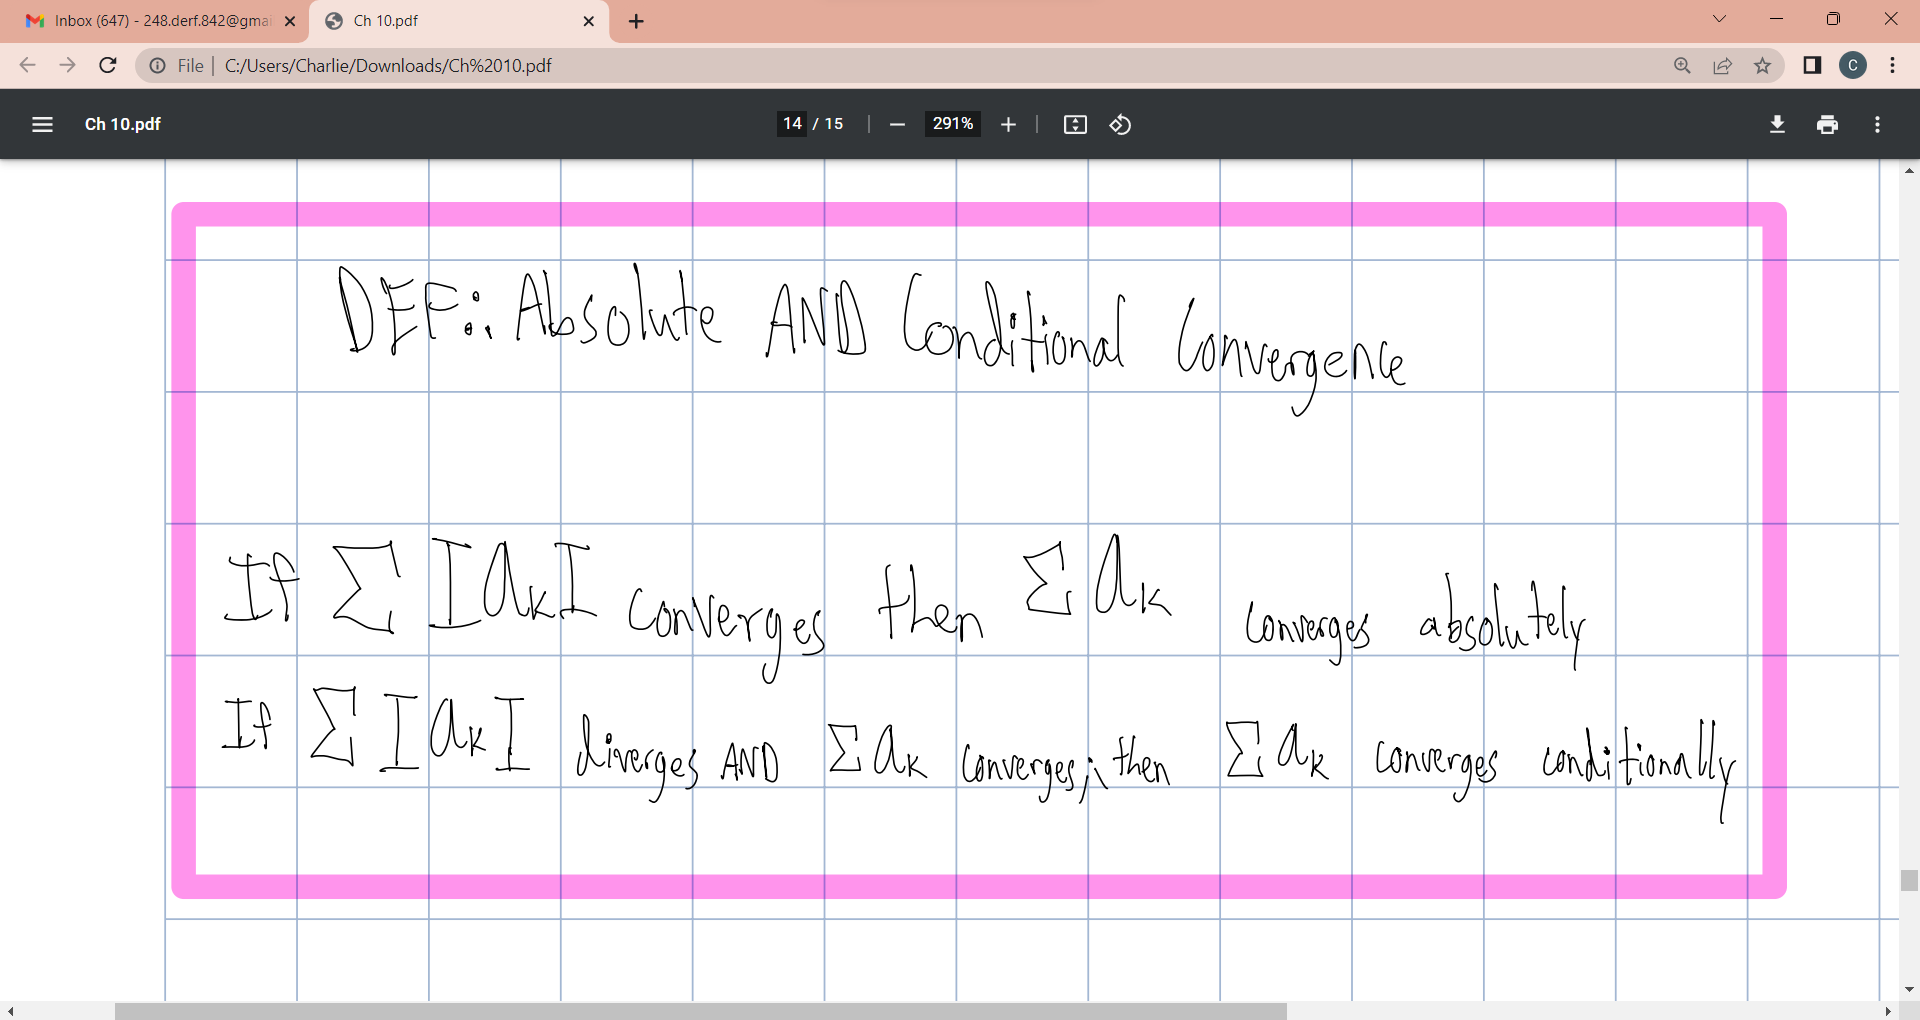 Inbox (647) - 248.derf.842@gmai
Ch 10.pdf
File | C:/Users/Charlie/Downloads/Ch%2010.pdf
C
Ch 10.pdf
14 / 15
291%
DEF:. Absolute AND Conditional Convergence
If Σ IakI converges then Σ ak converges absolutely
If Σ IakI diverges AND Σ ak converges, then Σ ak converges conditionally